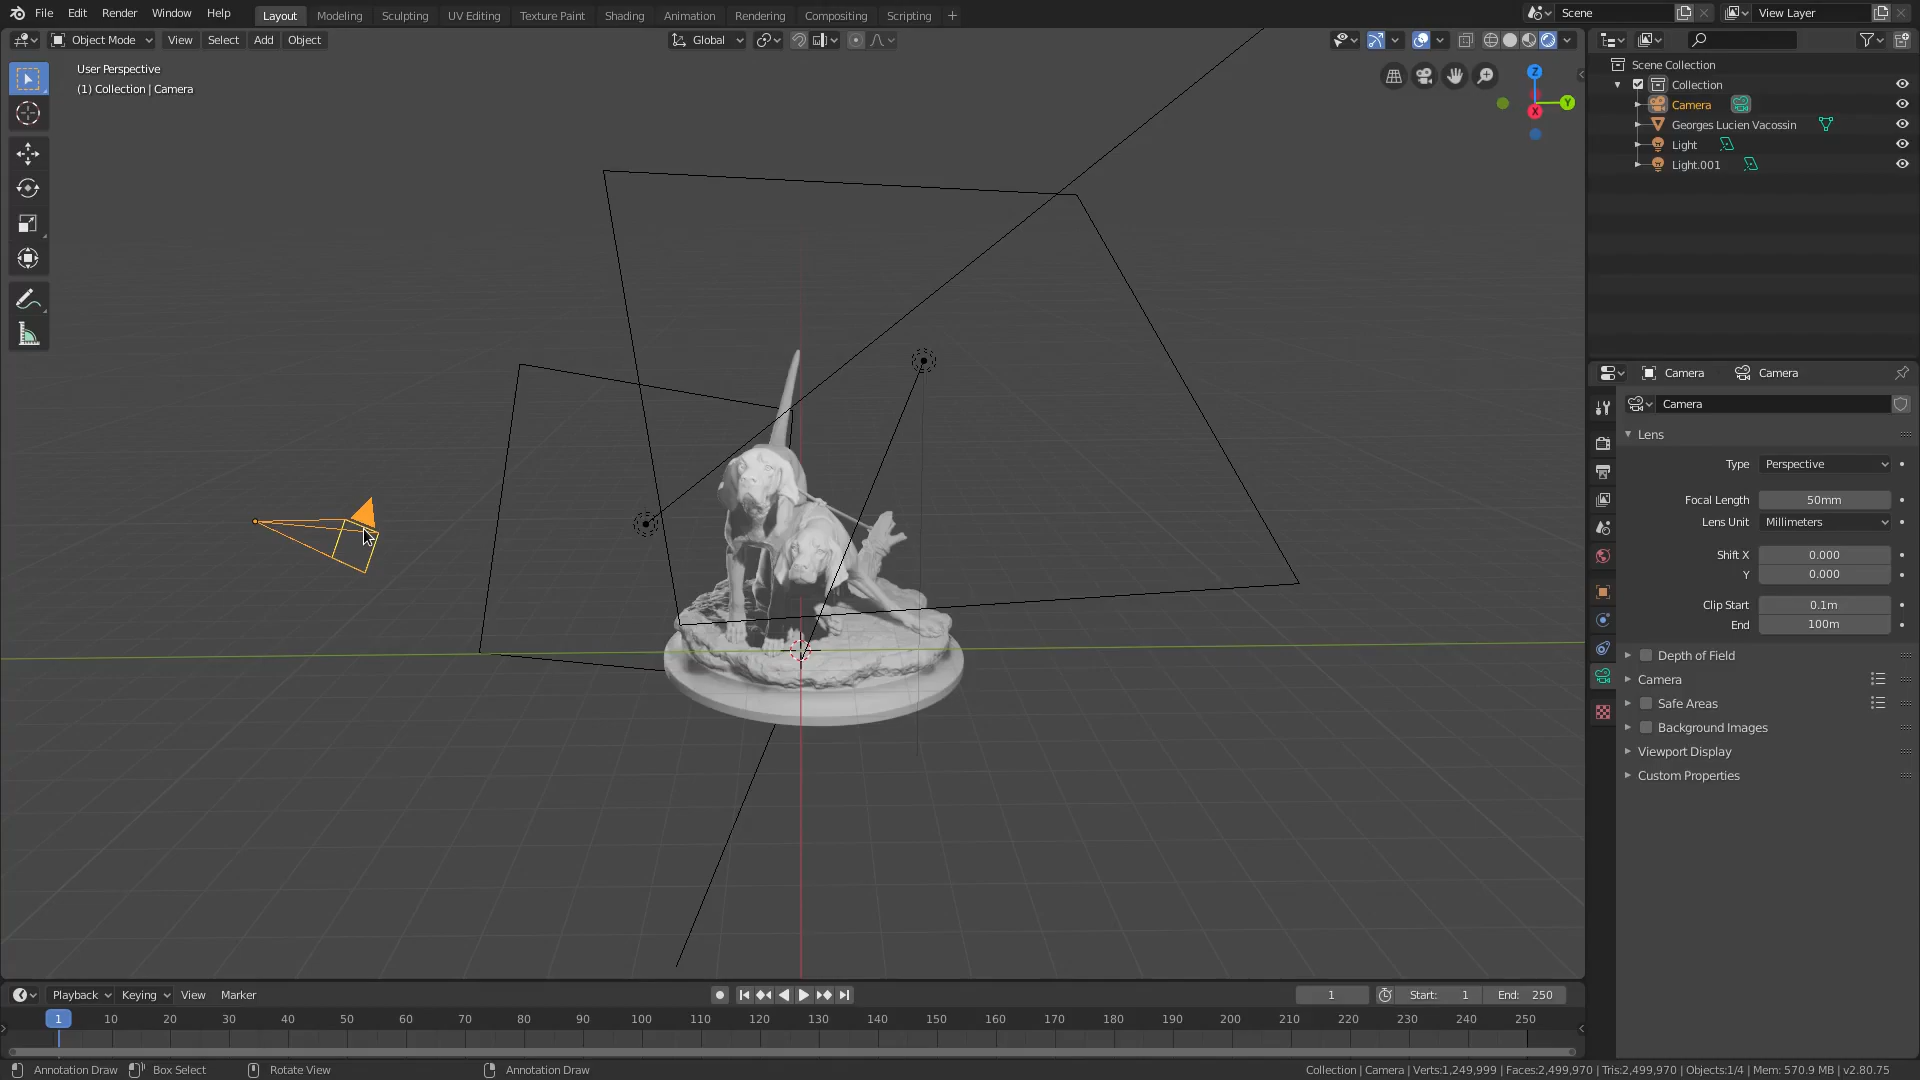 File Edit Render Window Help Layout Modeling Sculpting UV Editing Texture Paint Shading Animation Rendering Compositing Scripting + Scene View Layer
Object Mode View Select Add Object Global
User Perspective
(1) Collection | Camera
Z
Y
X
Scene Collection
Collection
Camera
Georges Lucien Vacossin
Light
Light.001
Camera Camera
Camera
Lens
Type Perspective
Focal Length 50mm
Lens Unit Millimeters
Shift X 0.000
Y 0.000
Clip Start 0.1m
End 100m
Depth of Field
Camera
Safe Areas
Background Images
Viewport Display
Custom Properties
Playback Keying View Marker 1 Start: 1 End: 250
1 10 20 30 40 50 60 70 80 90 100 110 120 130 140 150 160 170 180 190 200 210 220 230 240 250
Annotation Draw Box Select Rotate View Annotation Draw Collection | Camera | Verts:1,249,999 | Faces:2,499,970 | Tris:2,499,970 | Objects:1/4 | Mem: 570.9 MB | v2.80.75